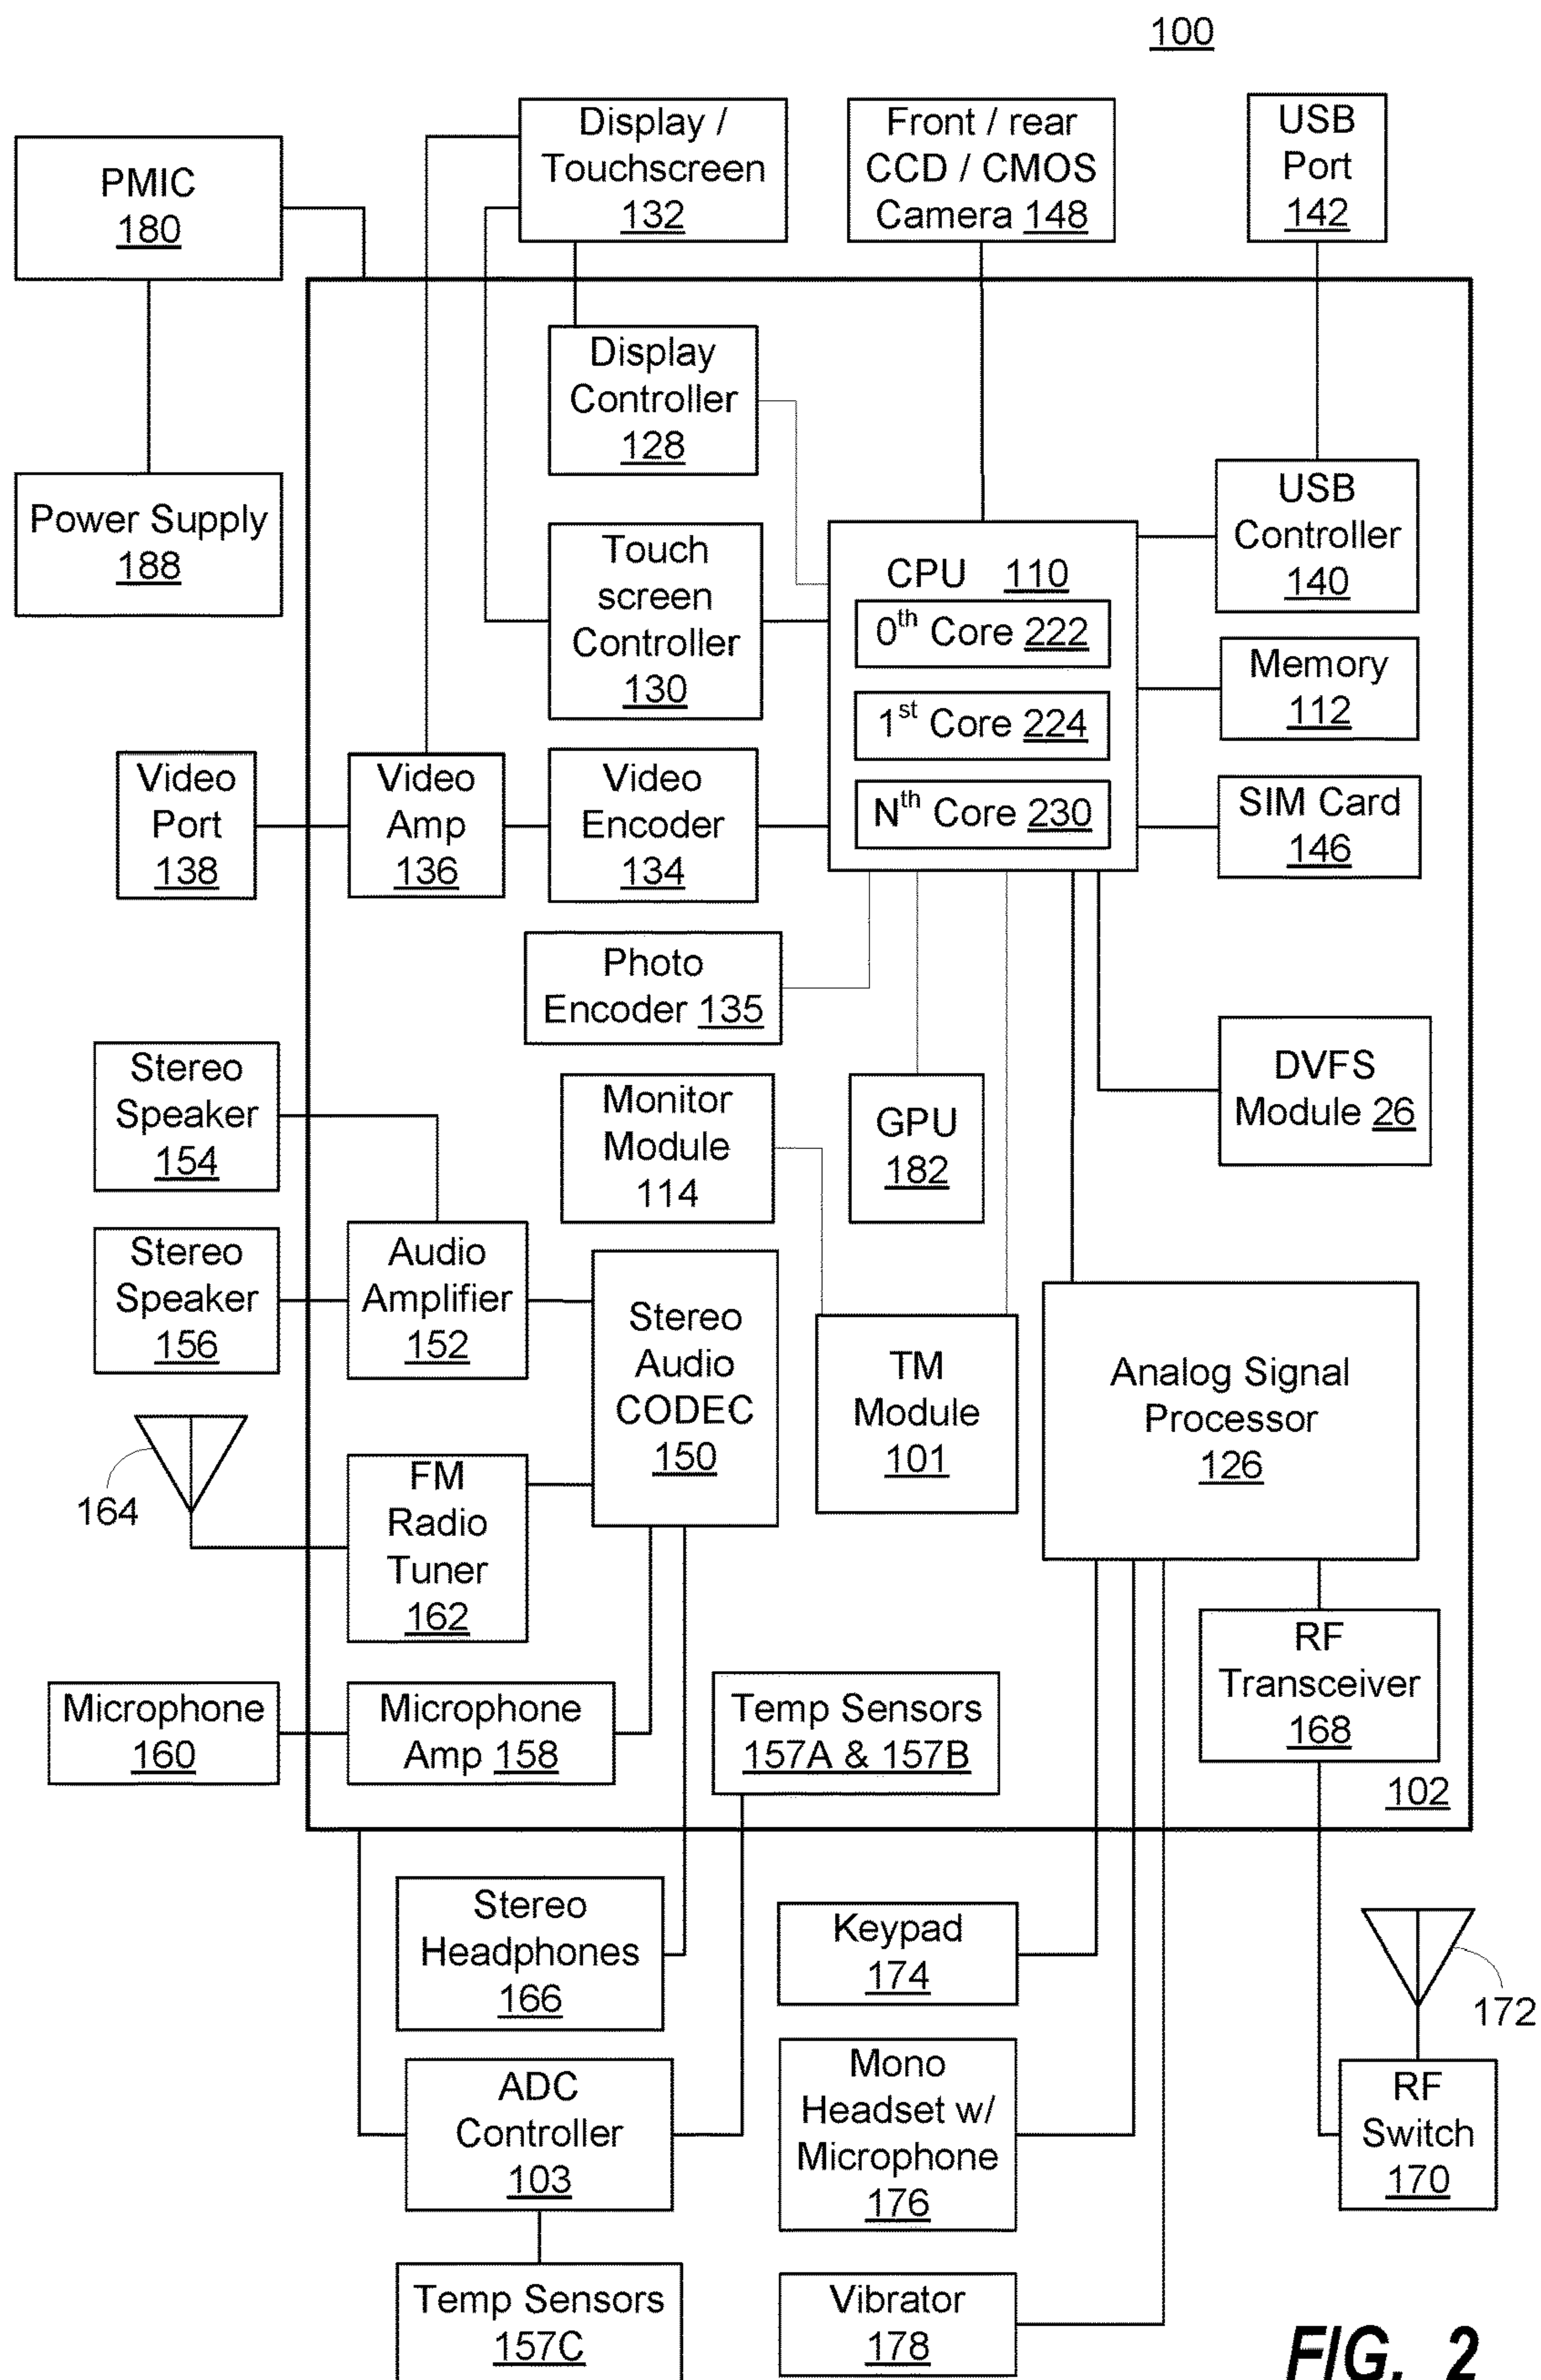 100
PMIC
180
Display /
Touchscreen
132
Front / rear
CCD / CMOS
Camera 148
USB
Port
142
Display
Controller
128
Power Supply
188
Touch
screen
Controller
130
CPU 110
0th Core 222
1st Core 224
Nth Core 230
USB
Controller
140
Memory
112
SIM Card
146
Video
Port
138
Video
Amp
136
Video
Encoder
134
Photo
Encoder 135
Stereo
Speaker
154
Monitor
Module
114
GPU
182
DVFS
Module 26
Stereo
Speaker
156
Audio
Amplifier
152
Stereo
Audio
CODEC
150
TM
Module
101
Analog Signal
Processor
126
164
FM
Radio
Tuner
162
RF
Transceiver
168
Microphone
160
Microphone
Amp 158
Temp Sensors
157A & 157B
102
Stereo
Headphones
166
Keypad
174
172
ADC
Controller
103
Mono
Headset w/
Microphone
176
RF
Switch
170
Temp Sensors
157C
Vibrator
178
FIG. 2